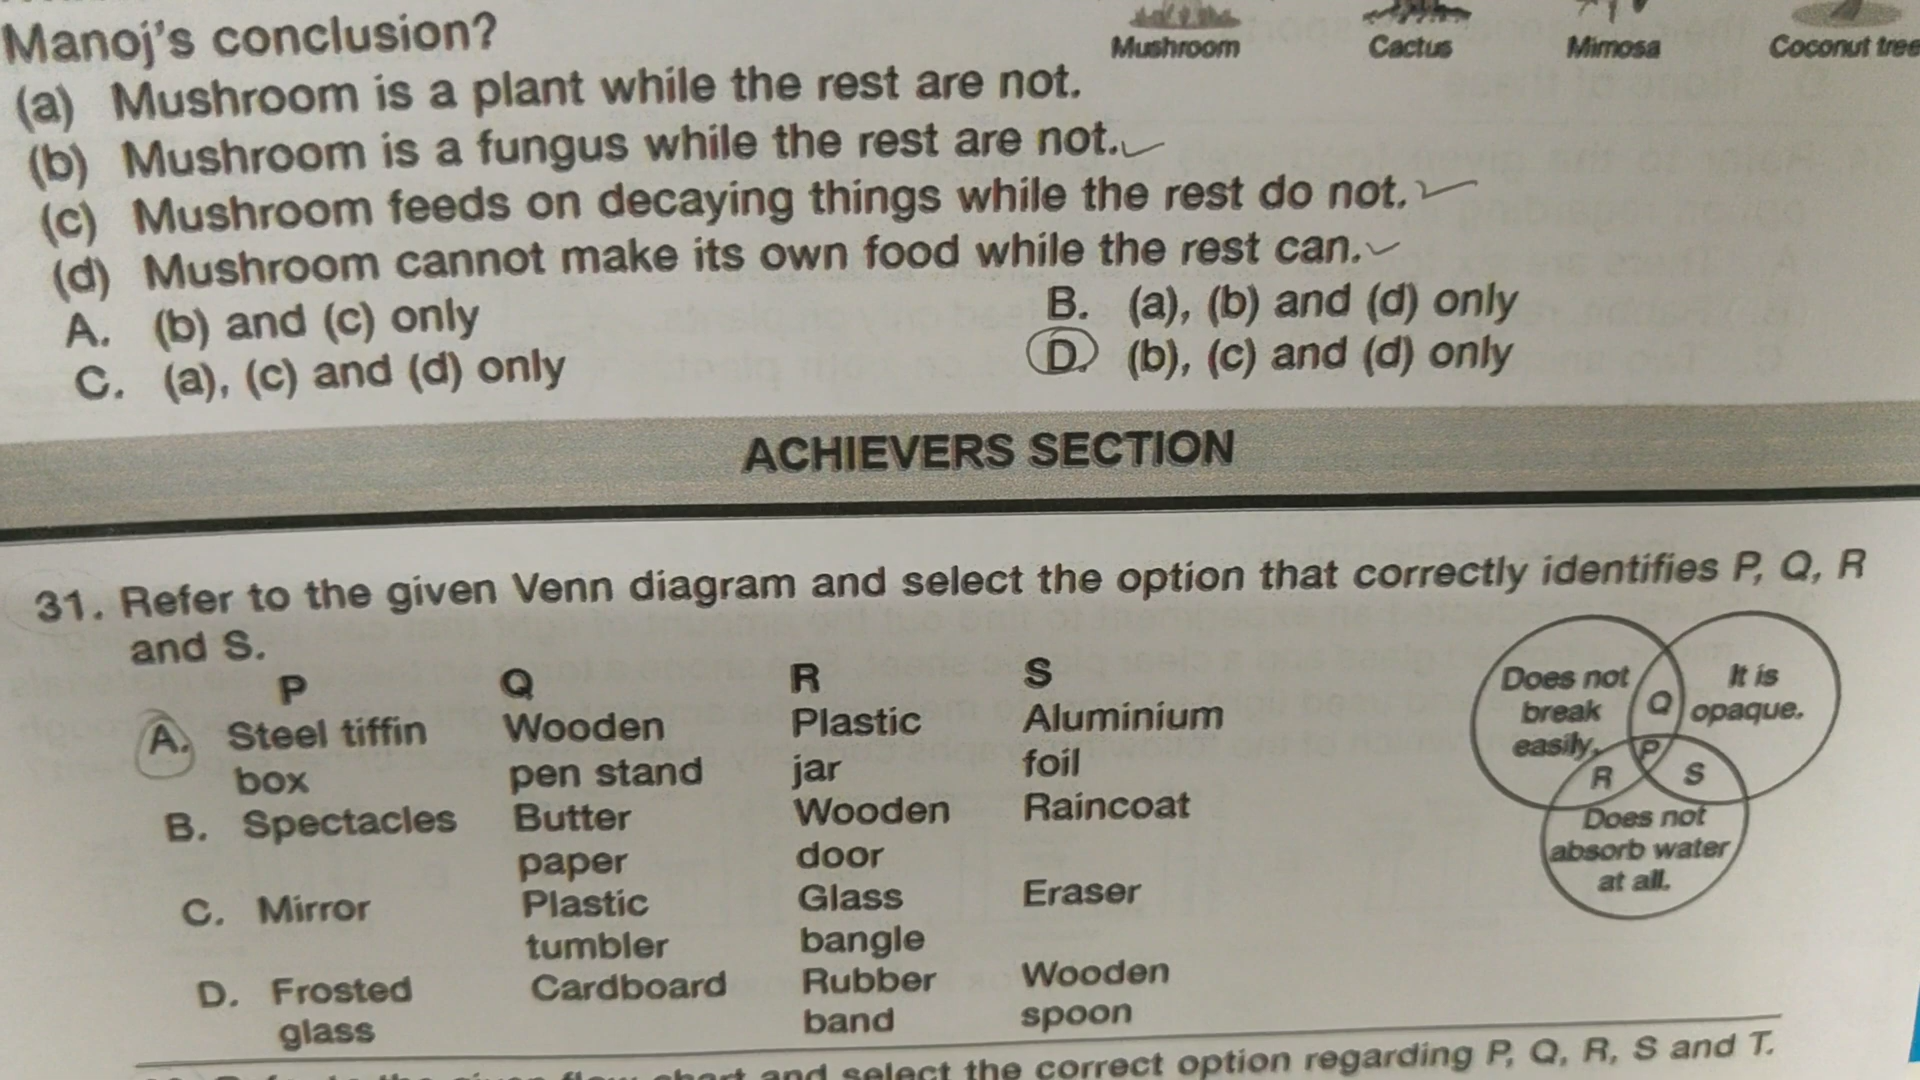 Manoj's conclusion?
Mushroom Cactus Mimosa Coconut tree
(a) Mushroom is a plant while the rest are not.
(b) Mushroom is a fungus while the rest are not.
(c) Mushroom feeds on decaying things while the rest do not.
(d) Mushroom cannot make its own food while the rest can.
A. (b) and (c) only B. (a), (b) and (d) only
C. (a), (c) and (d) only D. (b), (c) and (d) only
ACHIEVERS SECTION
31. Refer to the given Venn diagram and select the option that correctly identifies P, Q, R
and S.
P Q R S
A. Steel tiffin Wooden Plastic Aluminium
box pen stand jar foil
B. Spectacles Butter Wooden Raincoat
paper door
C. Mirror Plastic Glass Eraser
tumbler bangle
D. Frosted Cardboard Rubber Wooden
glass band spoon
Does not It is
break Q opaque.
easily. P
R S
Does not
absorb water
at all.
chart and select the correct option regarding P, Q, R, S and T.